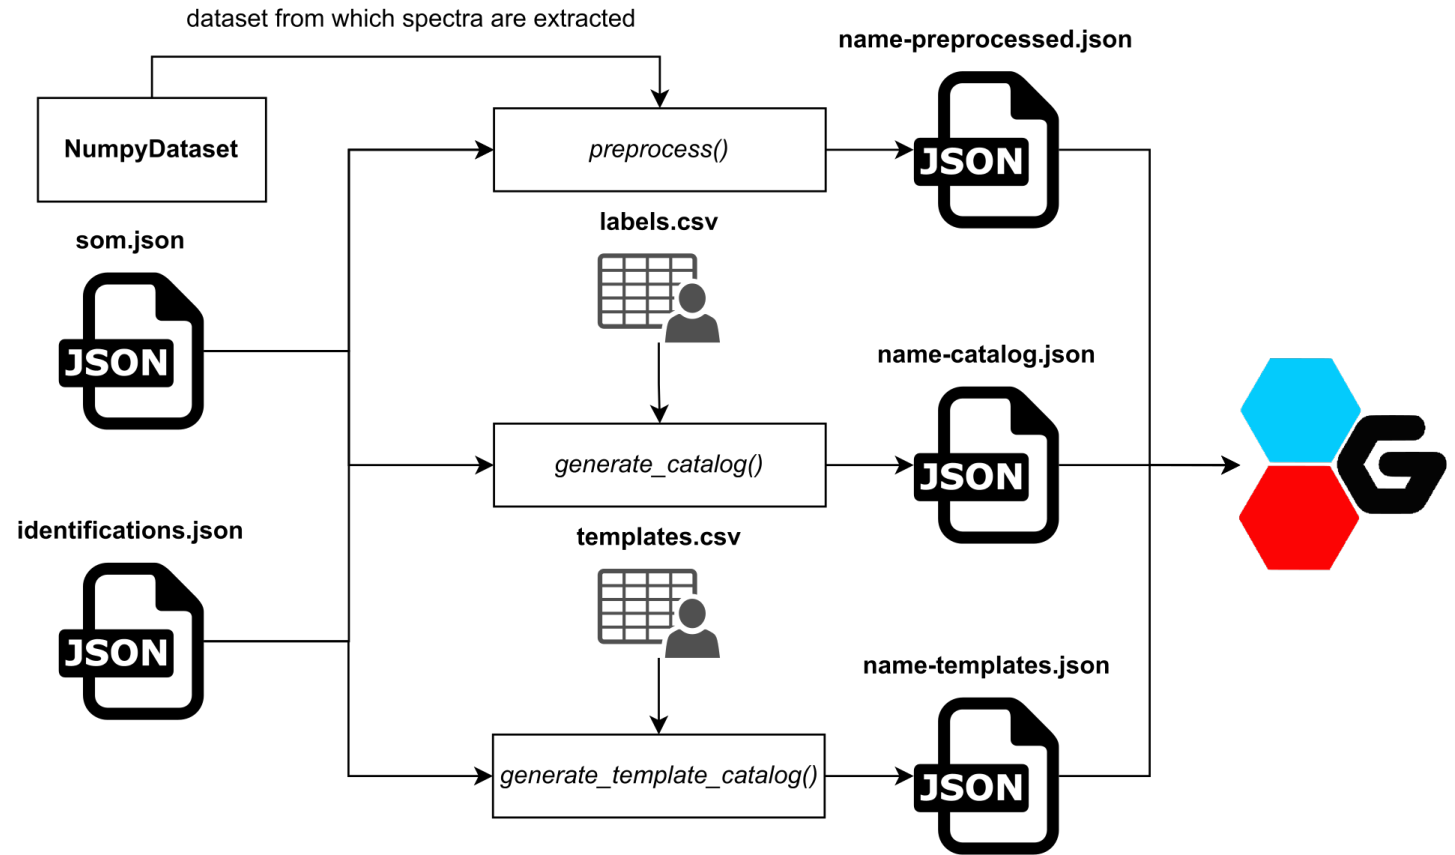 dataset from which spectra are extracted
name-preprocessed.json
NumpyDataset
preprocess()
JSON
labels.csv
som.json
JSON
name-catalog.json
generate_catalog()
JSON
identifications.json
templates.csv
JSON
name-templates.json
generate_template_catalog()
JSON
G